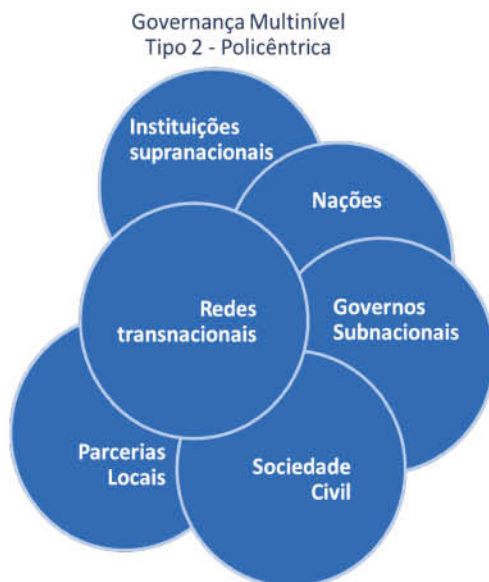 Governança Multinível
Tipo 2 - Policêntrica
Instituições
supranacionais
Nações
Redes
transnacionais
Governos
Subnacionais
Parcerias
Locais
Sociedade
Civil